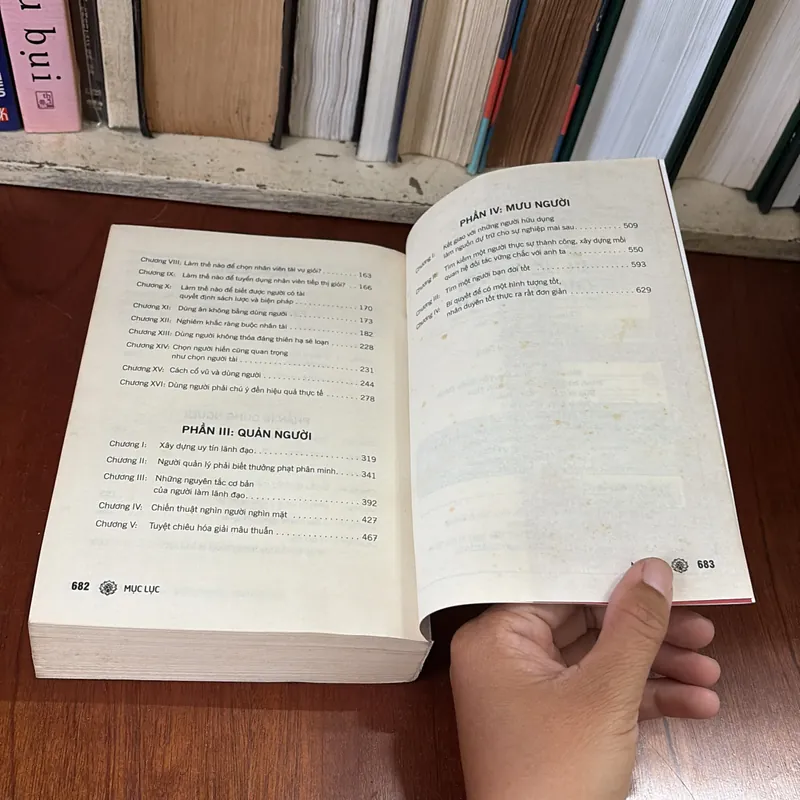 bụi
Chương VIII: Làm thế nào để chọn nhân viên tài vụ giỏi? . . . . . . . . 163
Chương IX: Làm thế nào để tuyển dụng nhân viên tiếp thị giỏi? . . . . . 166
Chương X: Làm thế nào để biết được người có tài
quyết định sách lược và biện pháp . . . . . . . . . . . . . 170
Chương XI: Dùng ân không bằng dùng người . . . . . . . . . . . . 173
Chương XII: Nghiêm khắc ràng buộc nhân tài . . . . . . . . . . . . 182
Chương XIII: Dùng người không thỏa đáng thiên hạ sẽ loạn . . . . . . . 228
Chương XIV: Chọn người hiền cũng quan trọng
như chọn người tài . . . . . . . . . . . . . . . . . . . 231
Chương XV: Cách cổ vũ và dùng người . . . . . . . . . . . . . . . 244
Chương XVI: Dùng người phải chú ý đến hiệu quả thực tế . . . . . . . 278
PHẦN III: QUẢN NGƯỜI
Chương I: Xây dựng uy tín lãnh đạo . . . . . . . . . . . . . . . . 319
Chương II: Người quản lý phải biết thưởng phạt phân minh . . . . . 341
Chương III: Những nguyên tắc cơ bản
của người làm lãnh đạo . . . . . . . . . . . . . . . . . . 392
Chương IV: Chiến thuật nghìn người nghìn mặt . . . . . . . . . . . 427
Chương V: Tuyệt chiêu hóa giải mâu thuẫn . . . . . . . . . . . . . 467
682 MỤC LỤC
PHẦN IV: MƯU NGƯỜI
Chương I: Kết giao với những người hữu dụng
làm nguồn dự trữ cho sự nghiệp mai sau . . . . . . . . . 509
Chương II: Tìm kiếm một người thực sự thành công, xây dựng mối
quan hệ đối tác vững chắc với anh ta . . . . . . . . . . 550
Chương III: Tìm một người bạn đời tốt . . . . . . . . . . . . . . 593
Chương IV: Bí quyết để có một hình tượng tốt,
nhân duyên tốt thực ra rất đơn giản . . . . . . . . . . . 629
683